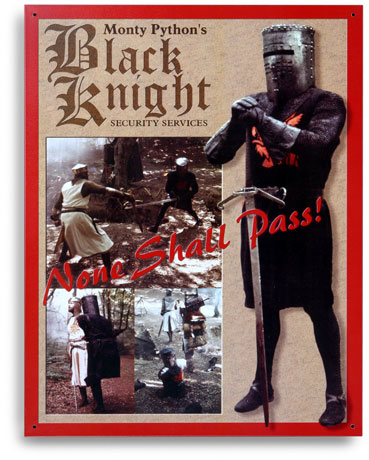 Monty Python's
Black
Knight
SECURITY SERVICES
None Shall Pass!